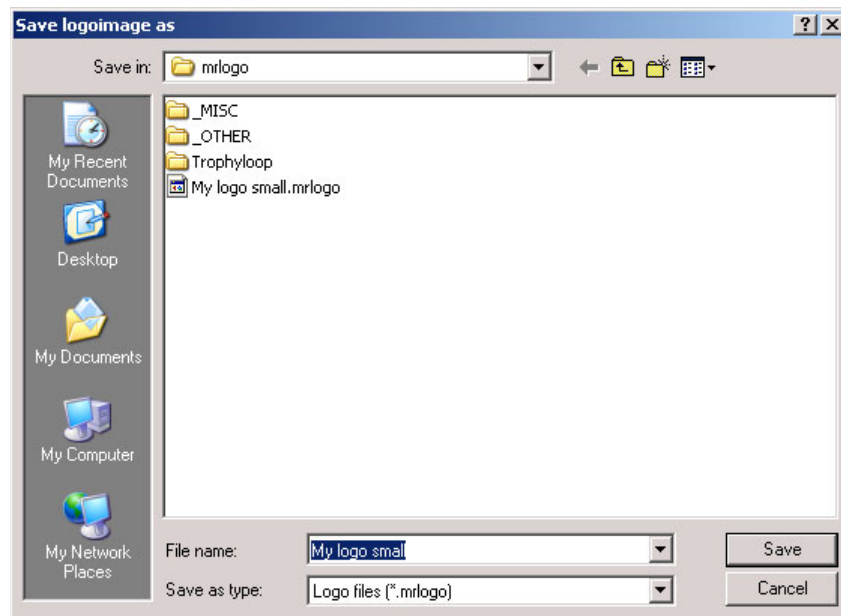 Save logoimage as
Save in: mrlogo
_MISC
_OTHER
Trophyloop
My logo small.mrlogo
My Recent
Documents
Desktop
My Documents
My Computer
My Network
Places
File name: My logo small Save
Save as type: Logo files (*.mrlogo) Cancel